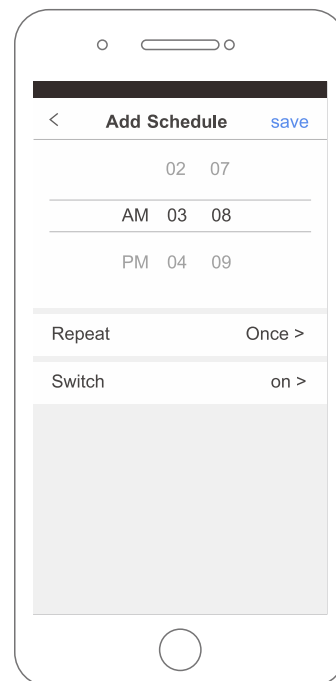 < Add Schedule save
02 07
AM 03 08
PM 04 09
Repeat Once >
Switch on >